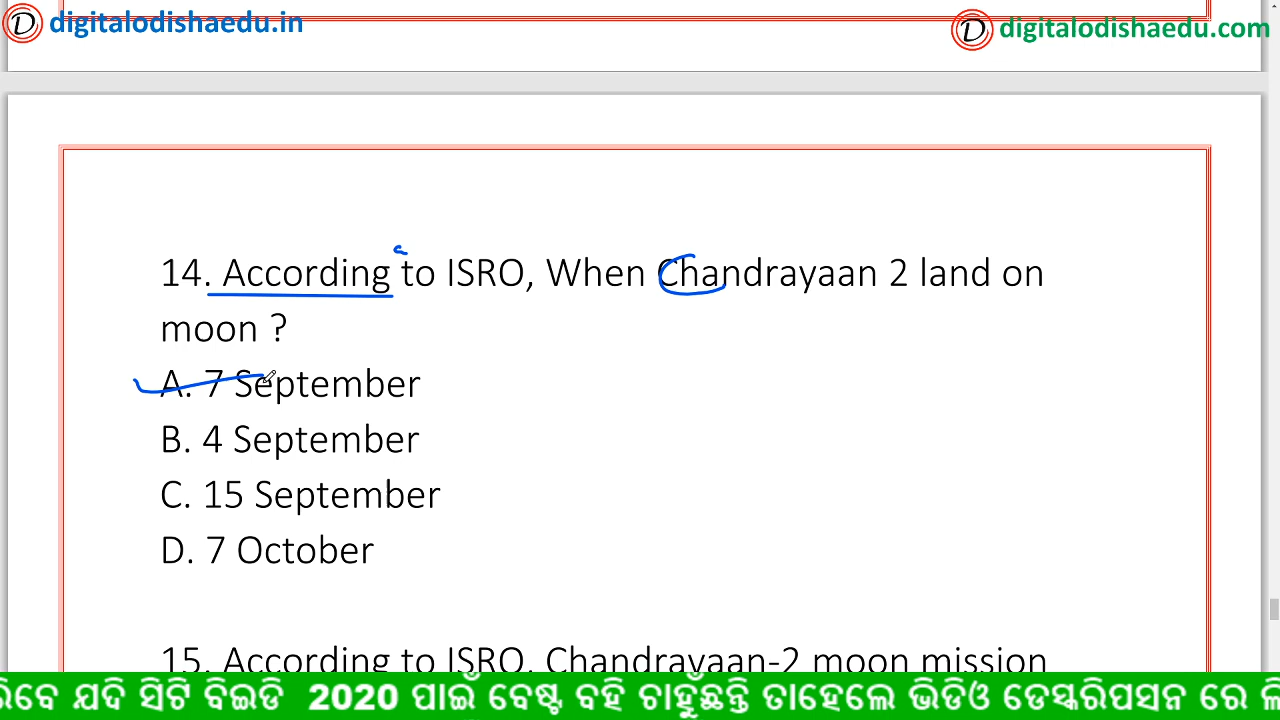 digitalodishaedu.in
digitalodishaedu.com
14. According to ISRO, When Chandrayaan 2 land on
moon ?
A. 7 September
B. 4 September
C. 15 September
D. 7 October
15. According to ISRO, Chandrayaan-2 moon mission
ରିବେ ଯଦି ସିଟି ବିଇଡି 2020 ପାଇଁ ବେଷ୍ଟ ବହି ଚାହୁଁଛନ୍ତି ତାହେଲେ ଭିଡିଓ ଡେସ୍କରିପସନ ରେ ଲି